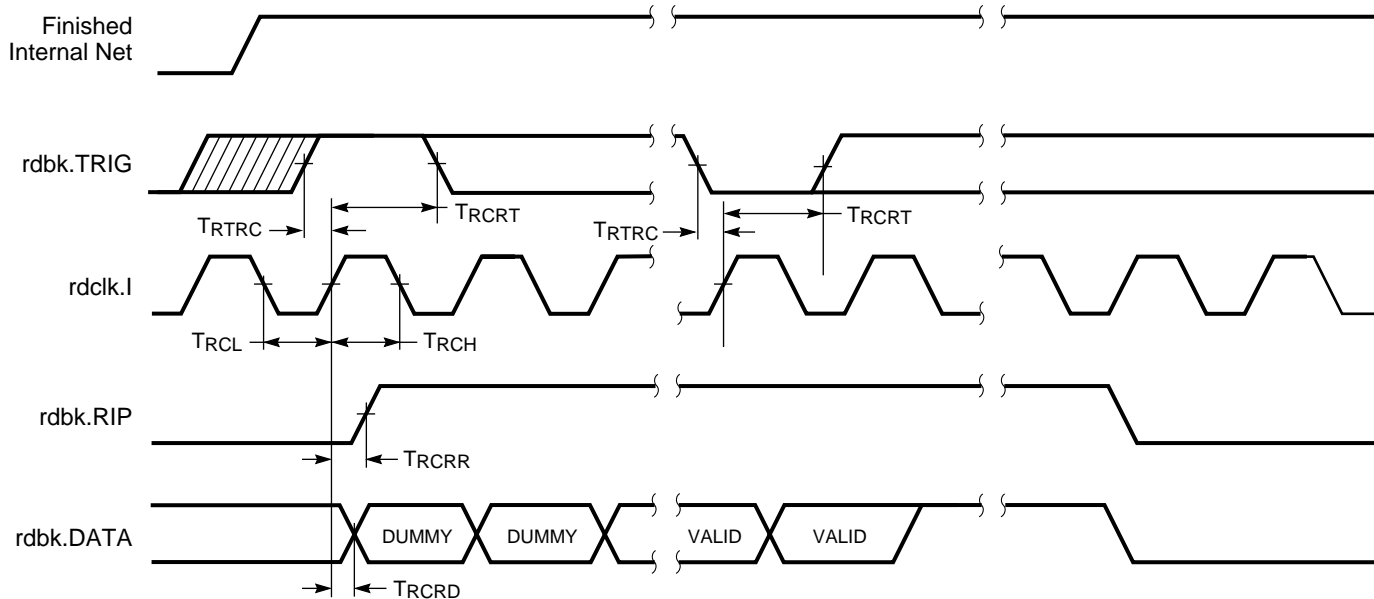 Finished
Internal Net
rdbk.TRIG
TRTRC
TRCRT
TRTRC
TRCRT
rdclk.I
TRCL
TRCH
rdbk.RIP
TRCRR
rdbk.DATA
DUMMY
DUMMY
VALID
VALID
TRCRD